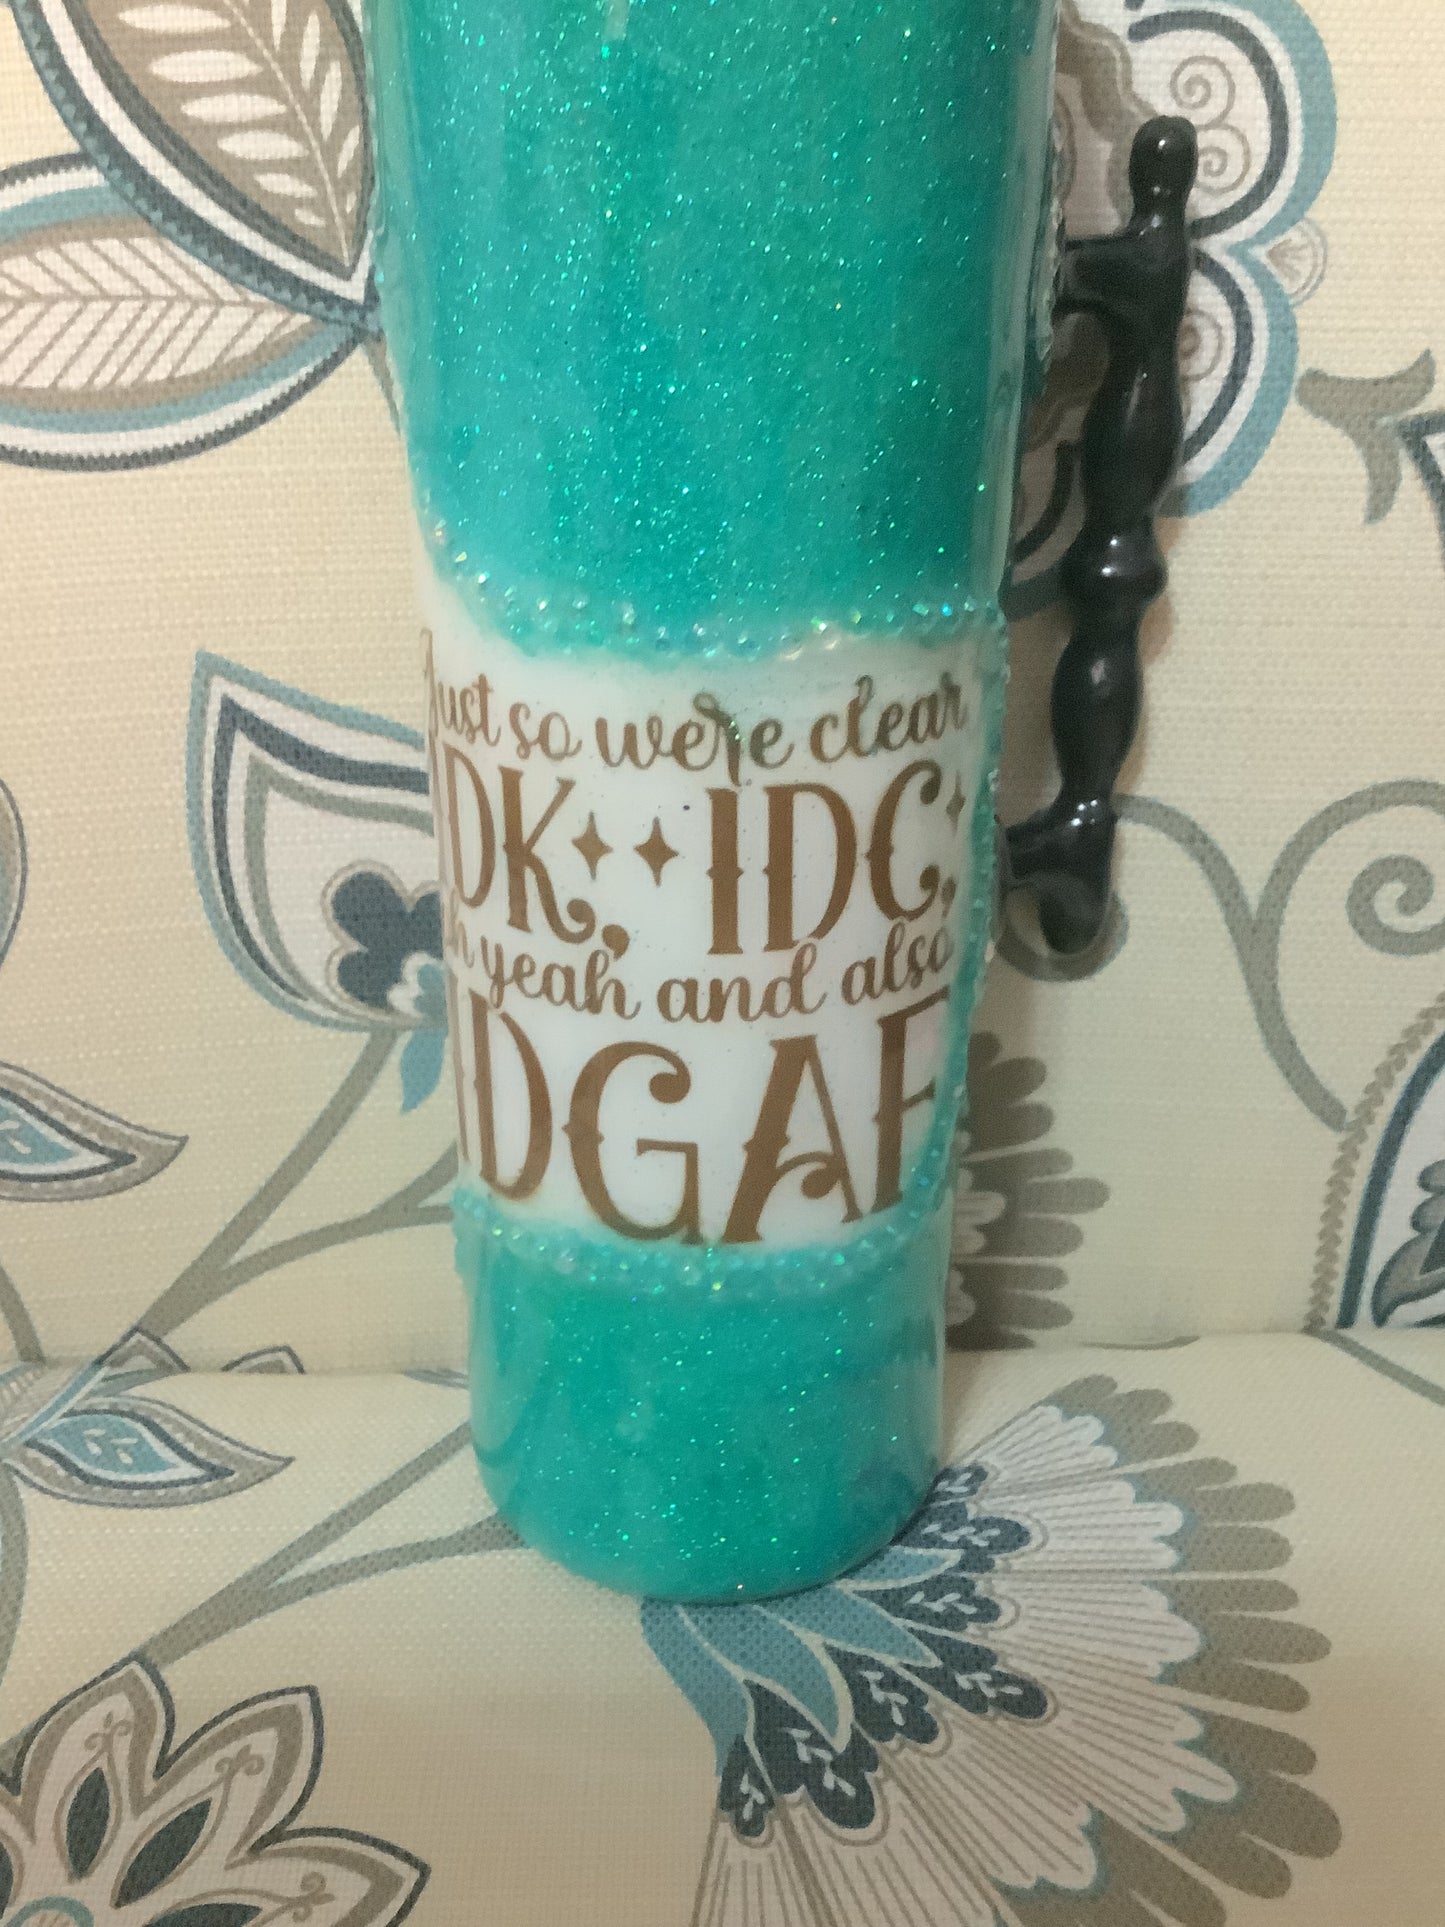 Just so we're clear
IDK, IDC,
oh yeah and also
IDGAF